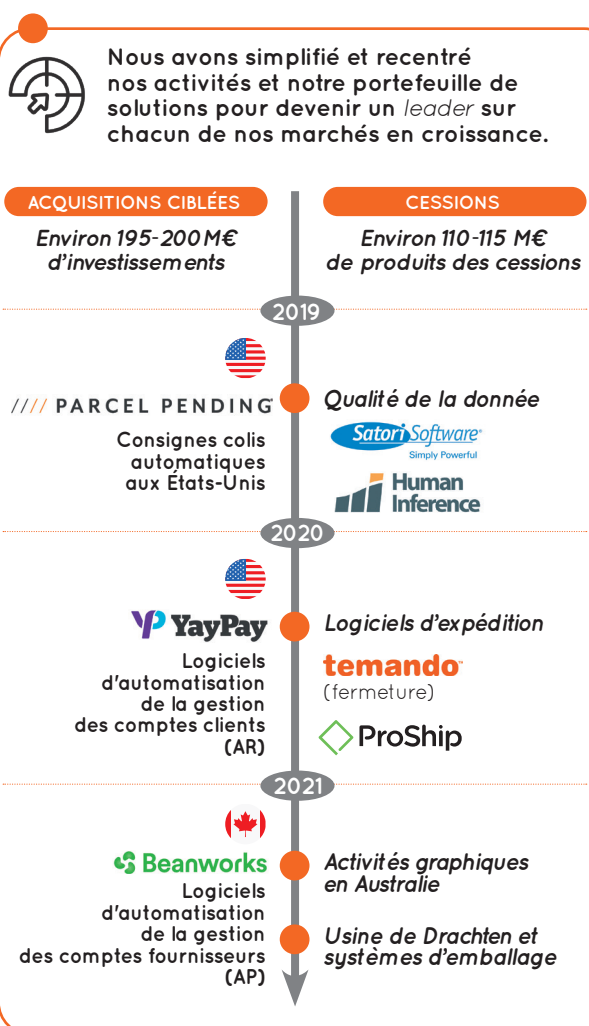 Nous avons simplifié et recentré
nos activités et notre portefeuille de
solutions pour devenir un leader sur
chacun de nos marchés en croissance.
ACQUISITIONS CIBLÉES
Environ 195-200 M€
d'investissements
CESSIONS
Environ 110-115 M€
de produits des cessions
2019
//// PARCEL PENDING
Consignes colis
automatiques
aux États-Unis
Qualité de la donnée
Satori Software®
Simply Powerful
Human
Inference
2020
YayPay
Logiciels
d'automatisation
de la gestion
des comptes clients
(AR)
Logiciels d'expédition
temando™
(fermeture)
ProShip
2021
Beanworks
Logiciels
d'automatisation
de la gestion
des comptes fournisseurs
(AP)
Activités graphiques
en Australie
Usine de Drachten et
systèmes d'emballage